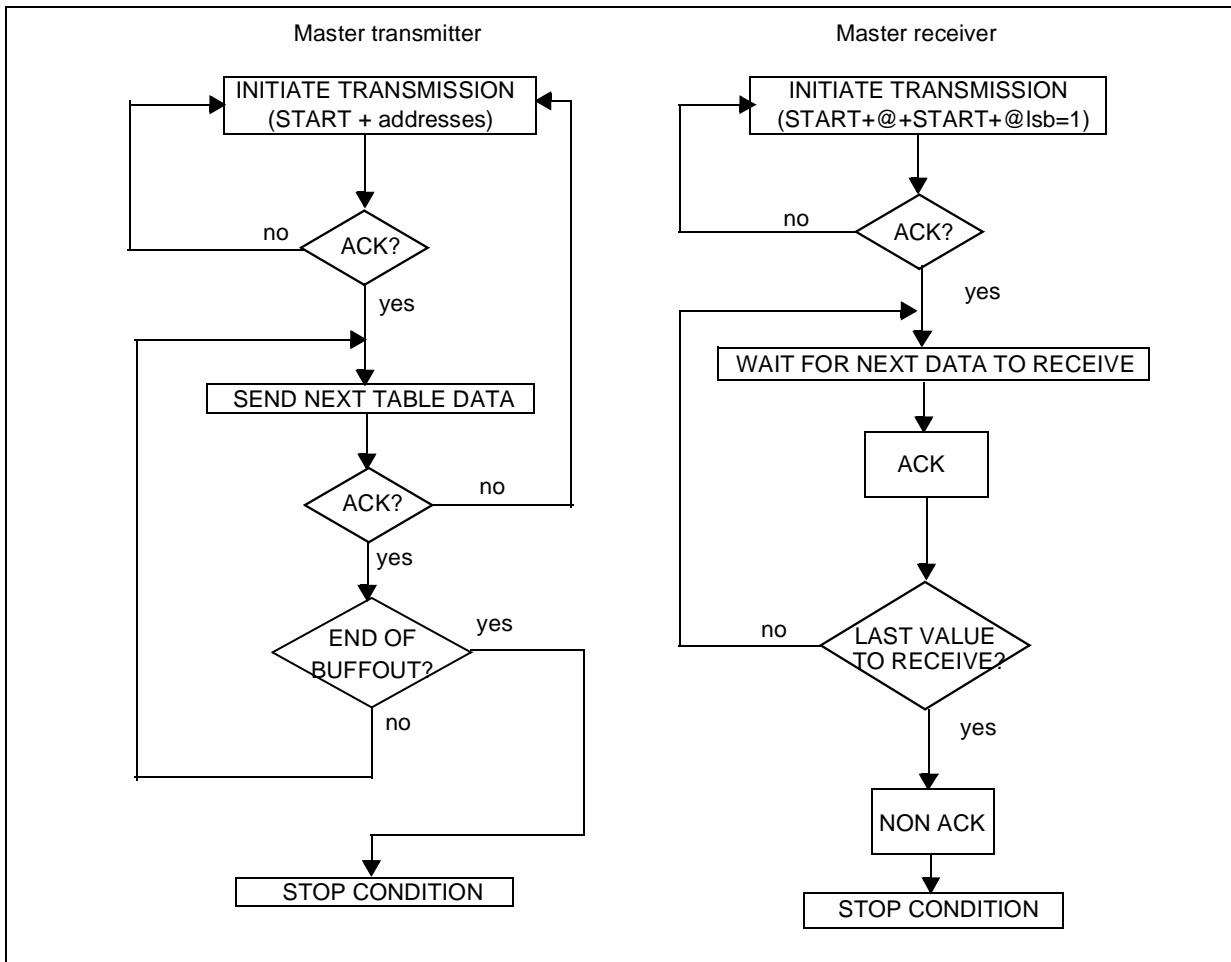 Master transmitter
INITIATE TRANSMISSION
(START + addresses)
no
ACK?
yes
SEND NEXT TABLE DATA
ACK?
no
yes
END OF
BUFFOUT?
yes
no
STOP CONDITION
Master receiver
INITIATE TRANSMISSION
(START+@+START+@lsb=1)
no
ACK?
yes
WAIT FOR NEXT DATA TO RECEIVE
ACK
no
LAST VALUE
TO RECEIVE?
yes
NON ACK
STOP CONDITION